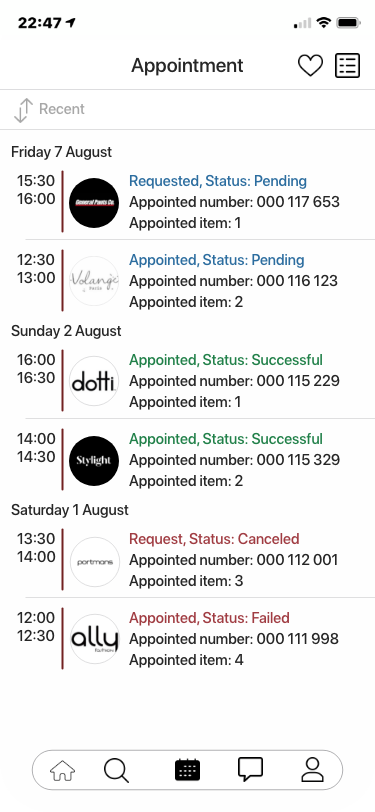 22:47
Appointment
Recent
Friday 7 August
15:30
16:00
General Pants Co.
Requested, Status: Pending
Appointed number: 000 117 653
Appointed item: 1
12:30
13:00
Volange
PARIS
Appointed, Status: Pending
Appointed number: 000 116 123
Appointed item: 2
Sunday 2 August
16:00
16:30
dotti
Appointed, Status: Successful
Appointed number: 000 115 229
Appointed item: 1
14:00
14:30
Stylight
Appointed, Status: Successful
Appointed number: 000 115 329
Appointed item: 2
Saturday 1 August
13:30
14:00
portmans
Request, Status: Canceled
Appointed number: 000 112 001
Appointed item: 3
12:00
12:30
ally
fashion
Appointed, Status: Failed
Appointed number: 000 111 998
Appointed item: 4